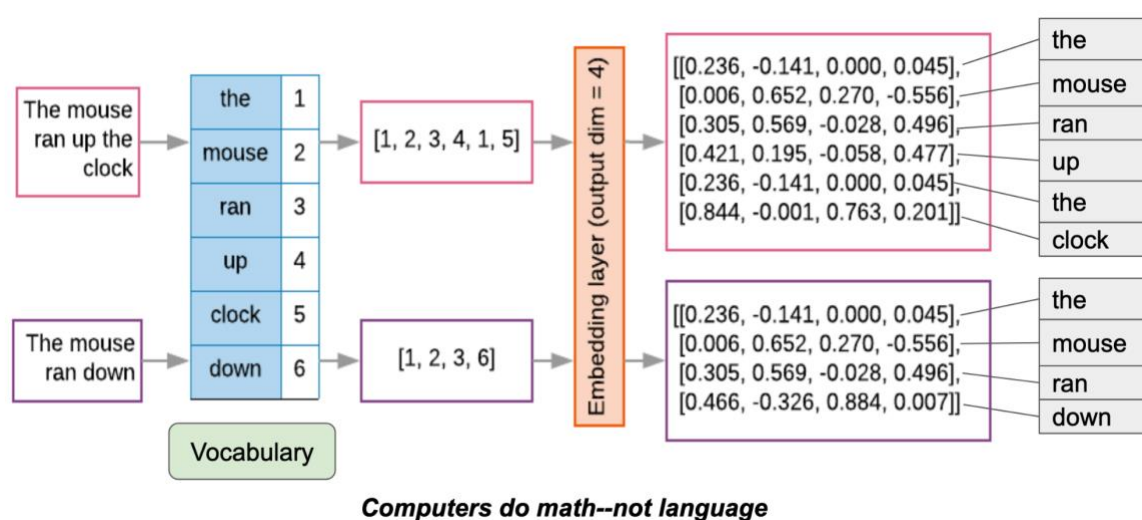 The mouse
ran up the
clock
the 1
mouse 2
ran 3
up 4
clock 5
down 6
[1, 2, 3, 4, 1, 5]
Embedding layer (output dim = 4)
[[0.236, -0.141, 0.000, 0.045],
[0.006, 0.652, 0.270, -0.556],
[0.305, 0.569, -0.028, 0.496],
[0.421, 0.195, -0.058, 0.477],
[0.236, -0.141, 0.000, 0.045],
[0.844, -0.001, 0.763, 0.201]]
the
mouse
ran
up
the
clock
The mouse
ran down
[1, 2, 3, 6]
[[0.236, -0.141, 0.000, 0.045],
[0.006, 0.652, 0.270, -0.556],
[0.305, 0.569, -0.028, 0.496],
[0.466, -0.326, 0.884, 0.007]]
the
mouse
ran
down
Vocabulary
Computers do math--not language